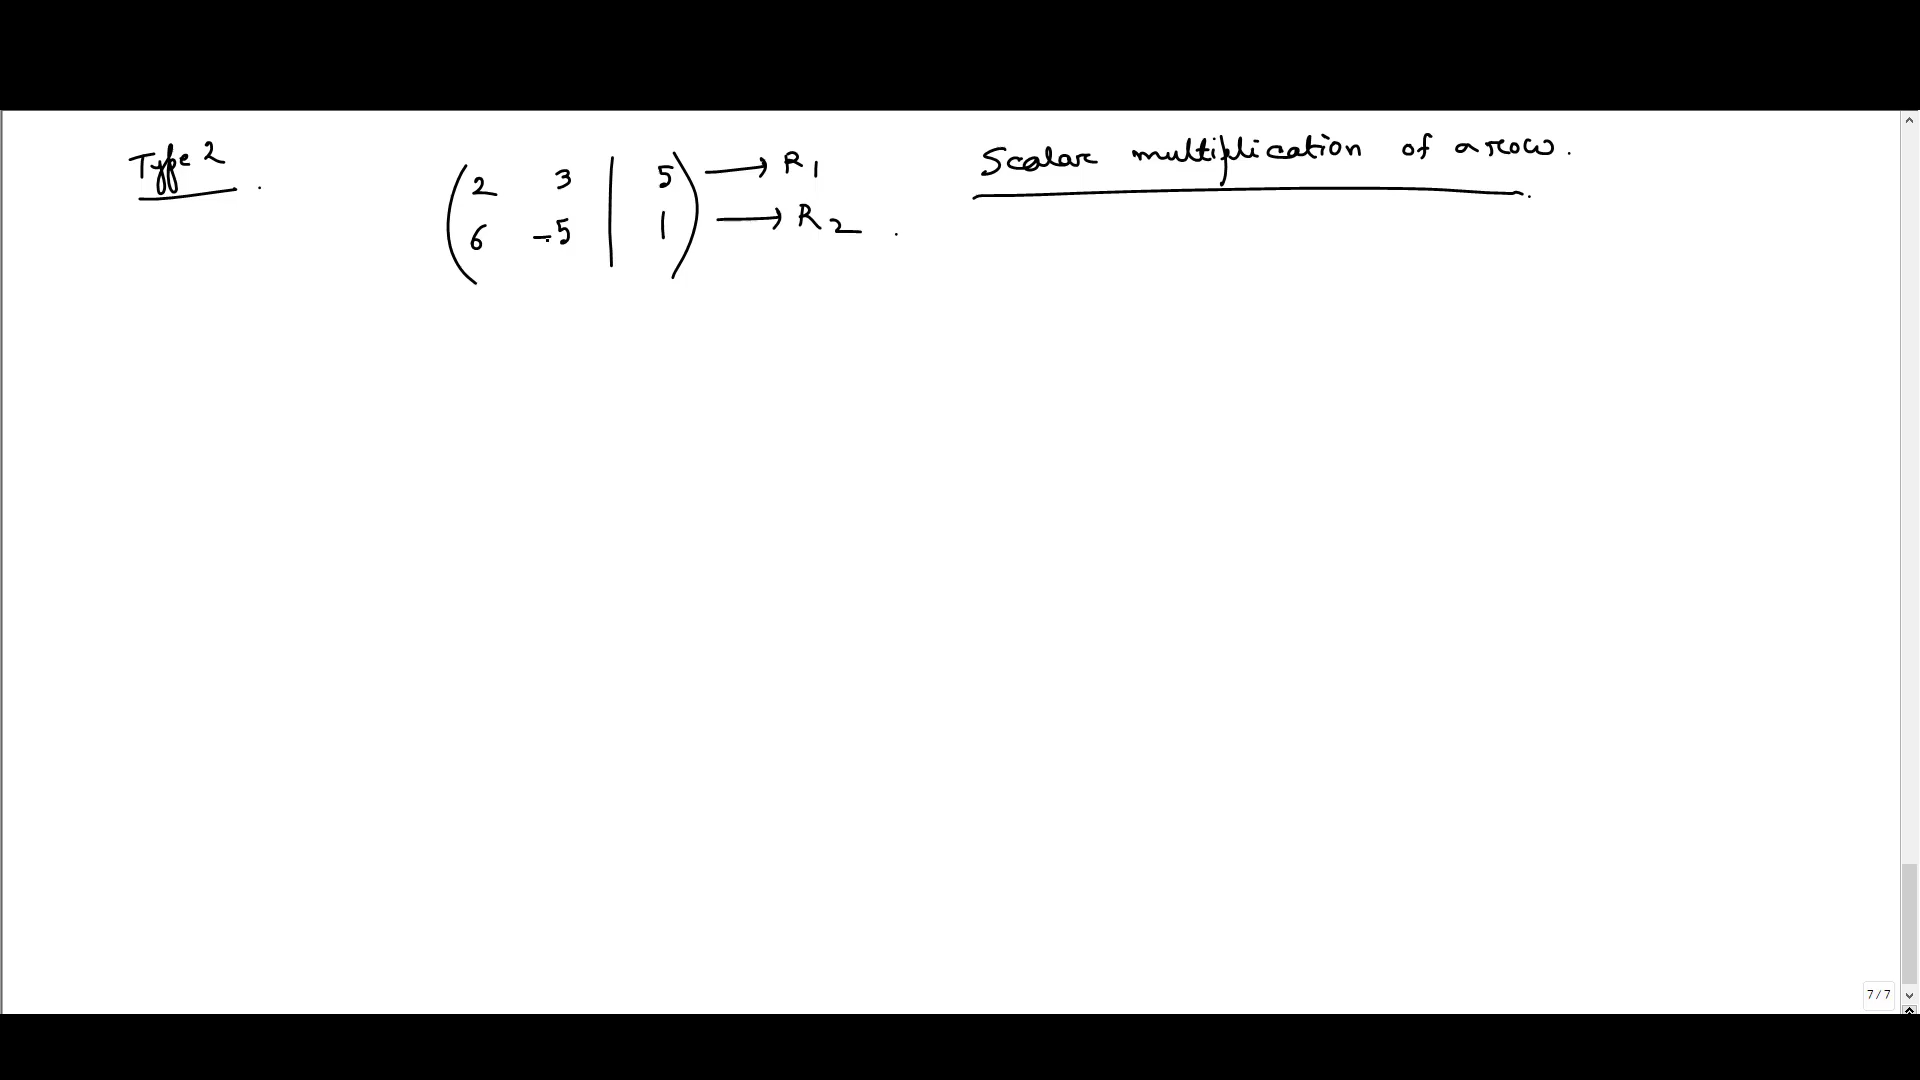 Type 2 .
2 3 | 5 → R1
6 -5 | 1 → R2 .
Scalar multiplication of a row .
7 / 7